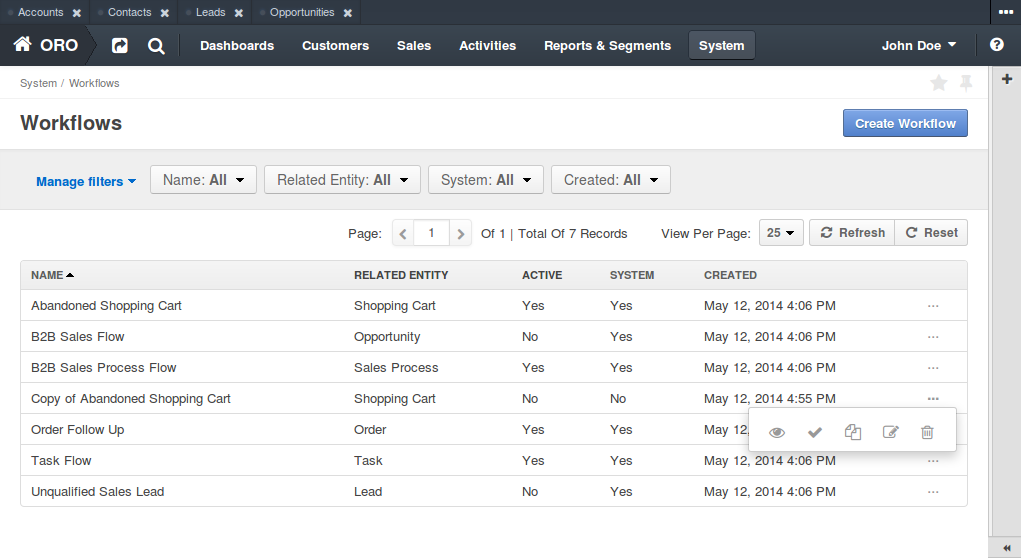 Accounts Contacts Leads Opportunities
ORO Dashboards Customers Sales Activities Reports & Segments System John Doe
System / Workflows
Workflows Create Workflow
Manage filters Name: All Related Entity: All System: All Created: All
Page: 1 Of 1 | Total Of 7 Records View Per Page: 25 Refresh Reset
NAME RELATED ENTITY ACTIVE SYSTEM CREATED
Abandoned Shopping Cart Shopping Cart Yes Yes May 12, 2014 4:06 PM
B2B Sales Flow Opportunity No Yes May 12, 2014 4:06 PM
B2B Sales Process Flow Sales Process Yes Yes May 12, 2014 4:06 PM
Copy of Abandoned Shopping Cart Shopping Cart No No May 12, 2014 4:55 PM
Order Follow Up Order Yes Yes May 12,
Task Flow Task Yes Yes May 12, 2014 4:06 PM
Unqualified Sales Lead Lead No Yes May 12, 2014 4:06 PM